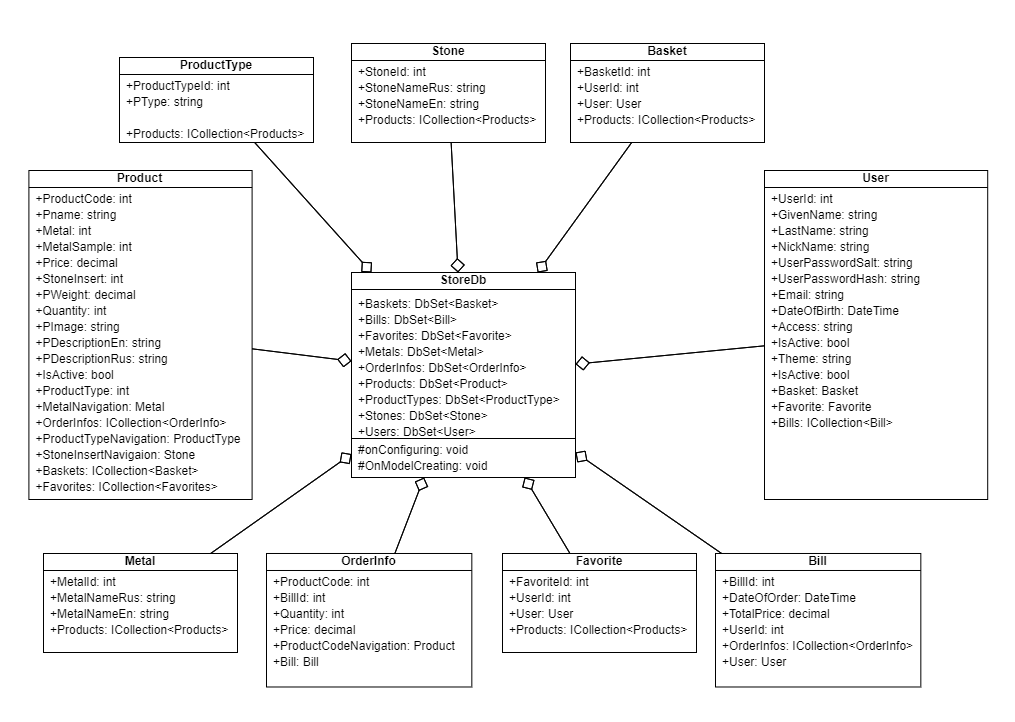 ProductType
+ProductTypeId: int
+PType: string
+Products: ICollection<Products>
Stone
+StoneId: int
+StoneNameRus: string
+StoneNameEn: string
+Products: ICollection<Products>
Basket
+BasketId: int
+UserId: int
+User: User
+Products: ICollection<Products>
Product
+ProductCode: int
+Pname: string
+Metal: int
+MetalSample: int
+Price: decimal
+StoneInsert: int
+PWeight: decimal
+Quantity: int
+PImage: string
+PDescriptionEn: string
+PDescriptionRus: string
+IsActive: bool
+ProductType: int
+MetalNavigation: Metal
+OrderInfos: ICollection<OrderInfo>
+ProductTypeNavigation: ProductType
+StoneInsertNavigaion: Stone
+Baskets: ICollection<Basket>
+Favorites: ICollection<Favorites>
StoreDb
+Baskets: DbSet<Basket>
+Bills: DbSet<Bill>
+Favorites: DbSet<Favorite>
+Metals: DbSet<Metal>
+OrderInfos: DbSet<OrderInfo>
+Products: DbSet<Product>
+ProductTypes: DbSet<ProductType>
+Stones: DbSet<Stone>
+Users: DbSet<User>
#onConfiguring: void
#OnModelCreating: void
User
+UserId: int
+GivenName: string
+LastName: string
+NickName: string
+UserPasswordSalt: string
+UserPasswordHash: string
+Email: string
+DateOfBirth: DateTime
+Access: string
+IsActive: bool
+Theme: string
+IsActive: bool
+Basket: Basket
+Favorite: Favorite
+Bills: ICollection<Bill>
Metal
+MetalId: int
+MetalNameRus: string
+MetalNameEn: string
+Products: ICollection<Products>
OrderInfo
+ProductCode: int
+BillId: int
+Quantity: int
+Price: decimal
+ProductCodeNavigation: Product
+Bill: Bill
Favorite
+FavoriteId: int
+UserId: int
+User: User
+Products: ICollection<Products>
Bill
+BillId: int
+DateOfOrder: DateTime
+TotalPrice: decimal
+UserId: int
+OrderInfos: ICollection<OrderInfo>
+User: User